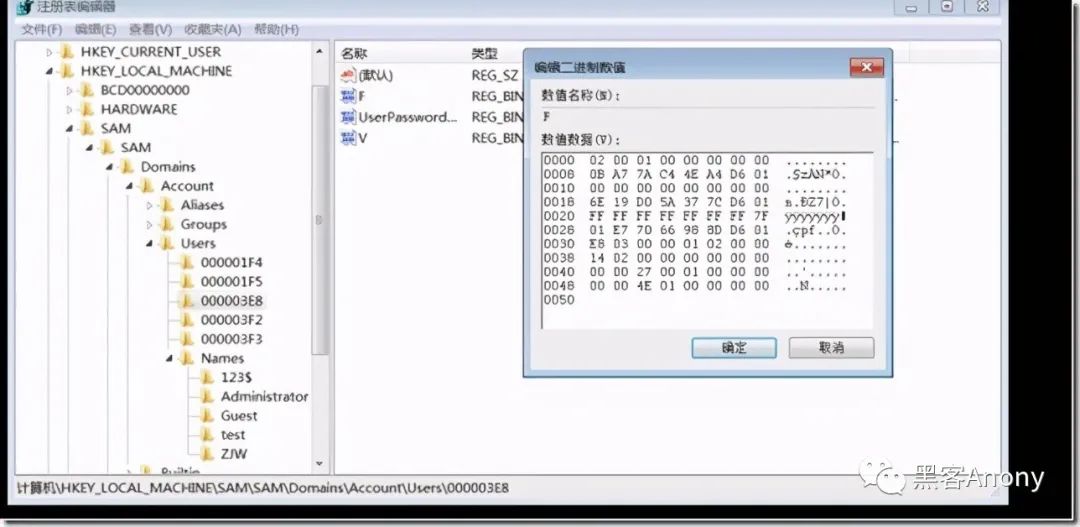 注册表编辑器
文件(F) 编辑(E) 查看(V) 收藏夹(A) 帮助(H)
HKEY_CURRENT_USER
HKEY_LOCAL_MACHINE
BCD00000000
HARDWARE
SAM
SAM
Domains
Account
Aliases
Groups
Users
000001F4
000001F5
000003E8
000003F2
000003F3
Names
123$
Administrator
Guest
test
ZJW
Builtin
名称 类型
(默认) REG_SZ
F REG_BIN
UserPassword... REG_BIN
V REG_BIN
编辑二进制数值
数值名称(N):
F
数值数据(V):
0000 02 00 01 00 00 00 00 00 ........
0008 0B A7 7A C4 4E A4 D6 01 .§zÄN¤Ö.
0010 00 00 00 00 00 00 00 00 ........
0018 6E 19 D0 5A 37 7C D6 01 n.ÐZ7|Ö.
0020 FF FF FF FF FF FF FF 7F ÿÿÿÿÿÿÿ
0028 01 E7 70 66 98 8D D6 01 .çpf..Ö.
0030 E8 03 00 00 01 02 00 00 è.......
0038 14 02 00 00 00 00 00 00 ........
0040 00 00 27 00 01 00 00 00 ..'.....
0048 00 00 4E 01 00 00 00 00 ..N.....
0050
确定 取消
计算机\HKEY_LOCAL_MACHINE\SAM\SAM\Domains\Account\Users\000003E8
黑客Anony